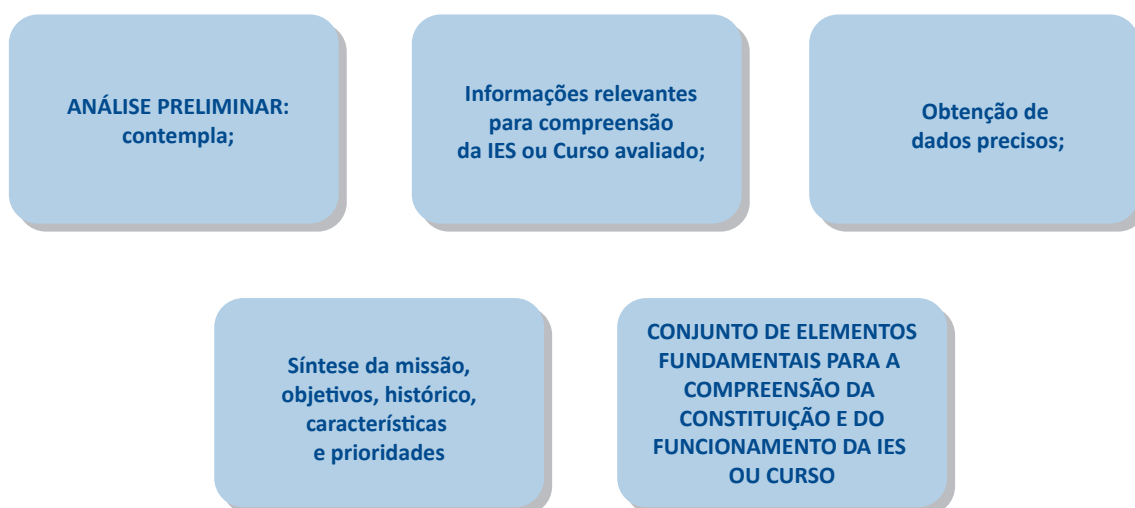 ANÁLISE PRELIMINAR:
contempla;
Informações relevantes
para compreensão
da IES ou Curso avaliado;
Obtenção de
dados precisos;
Síntese da missão,
objetivos, histórico,
características
e prioridades
CONJUNTO DE ELEMENTOS
FUNDAMENTAIS PARA A
COMPREENSÃO DA
CONSTITUIÇÃO E DO
FUNCIONAMENTO DA IES
OU CURSO